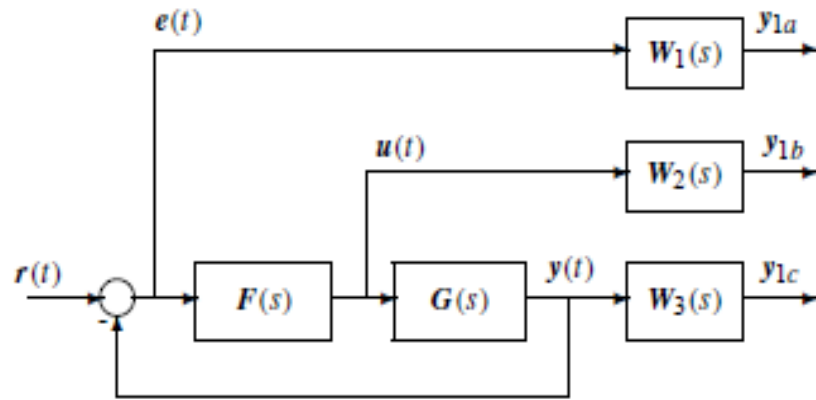 e(t)
W₁(s)
y₁ₐ
u(t)
W₂(s)
y₁b
r(t)
-
F(s)
G(s)
y(t)
W₃(s)
y₁c